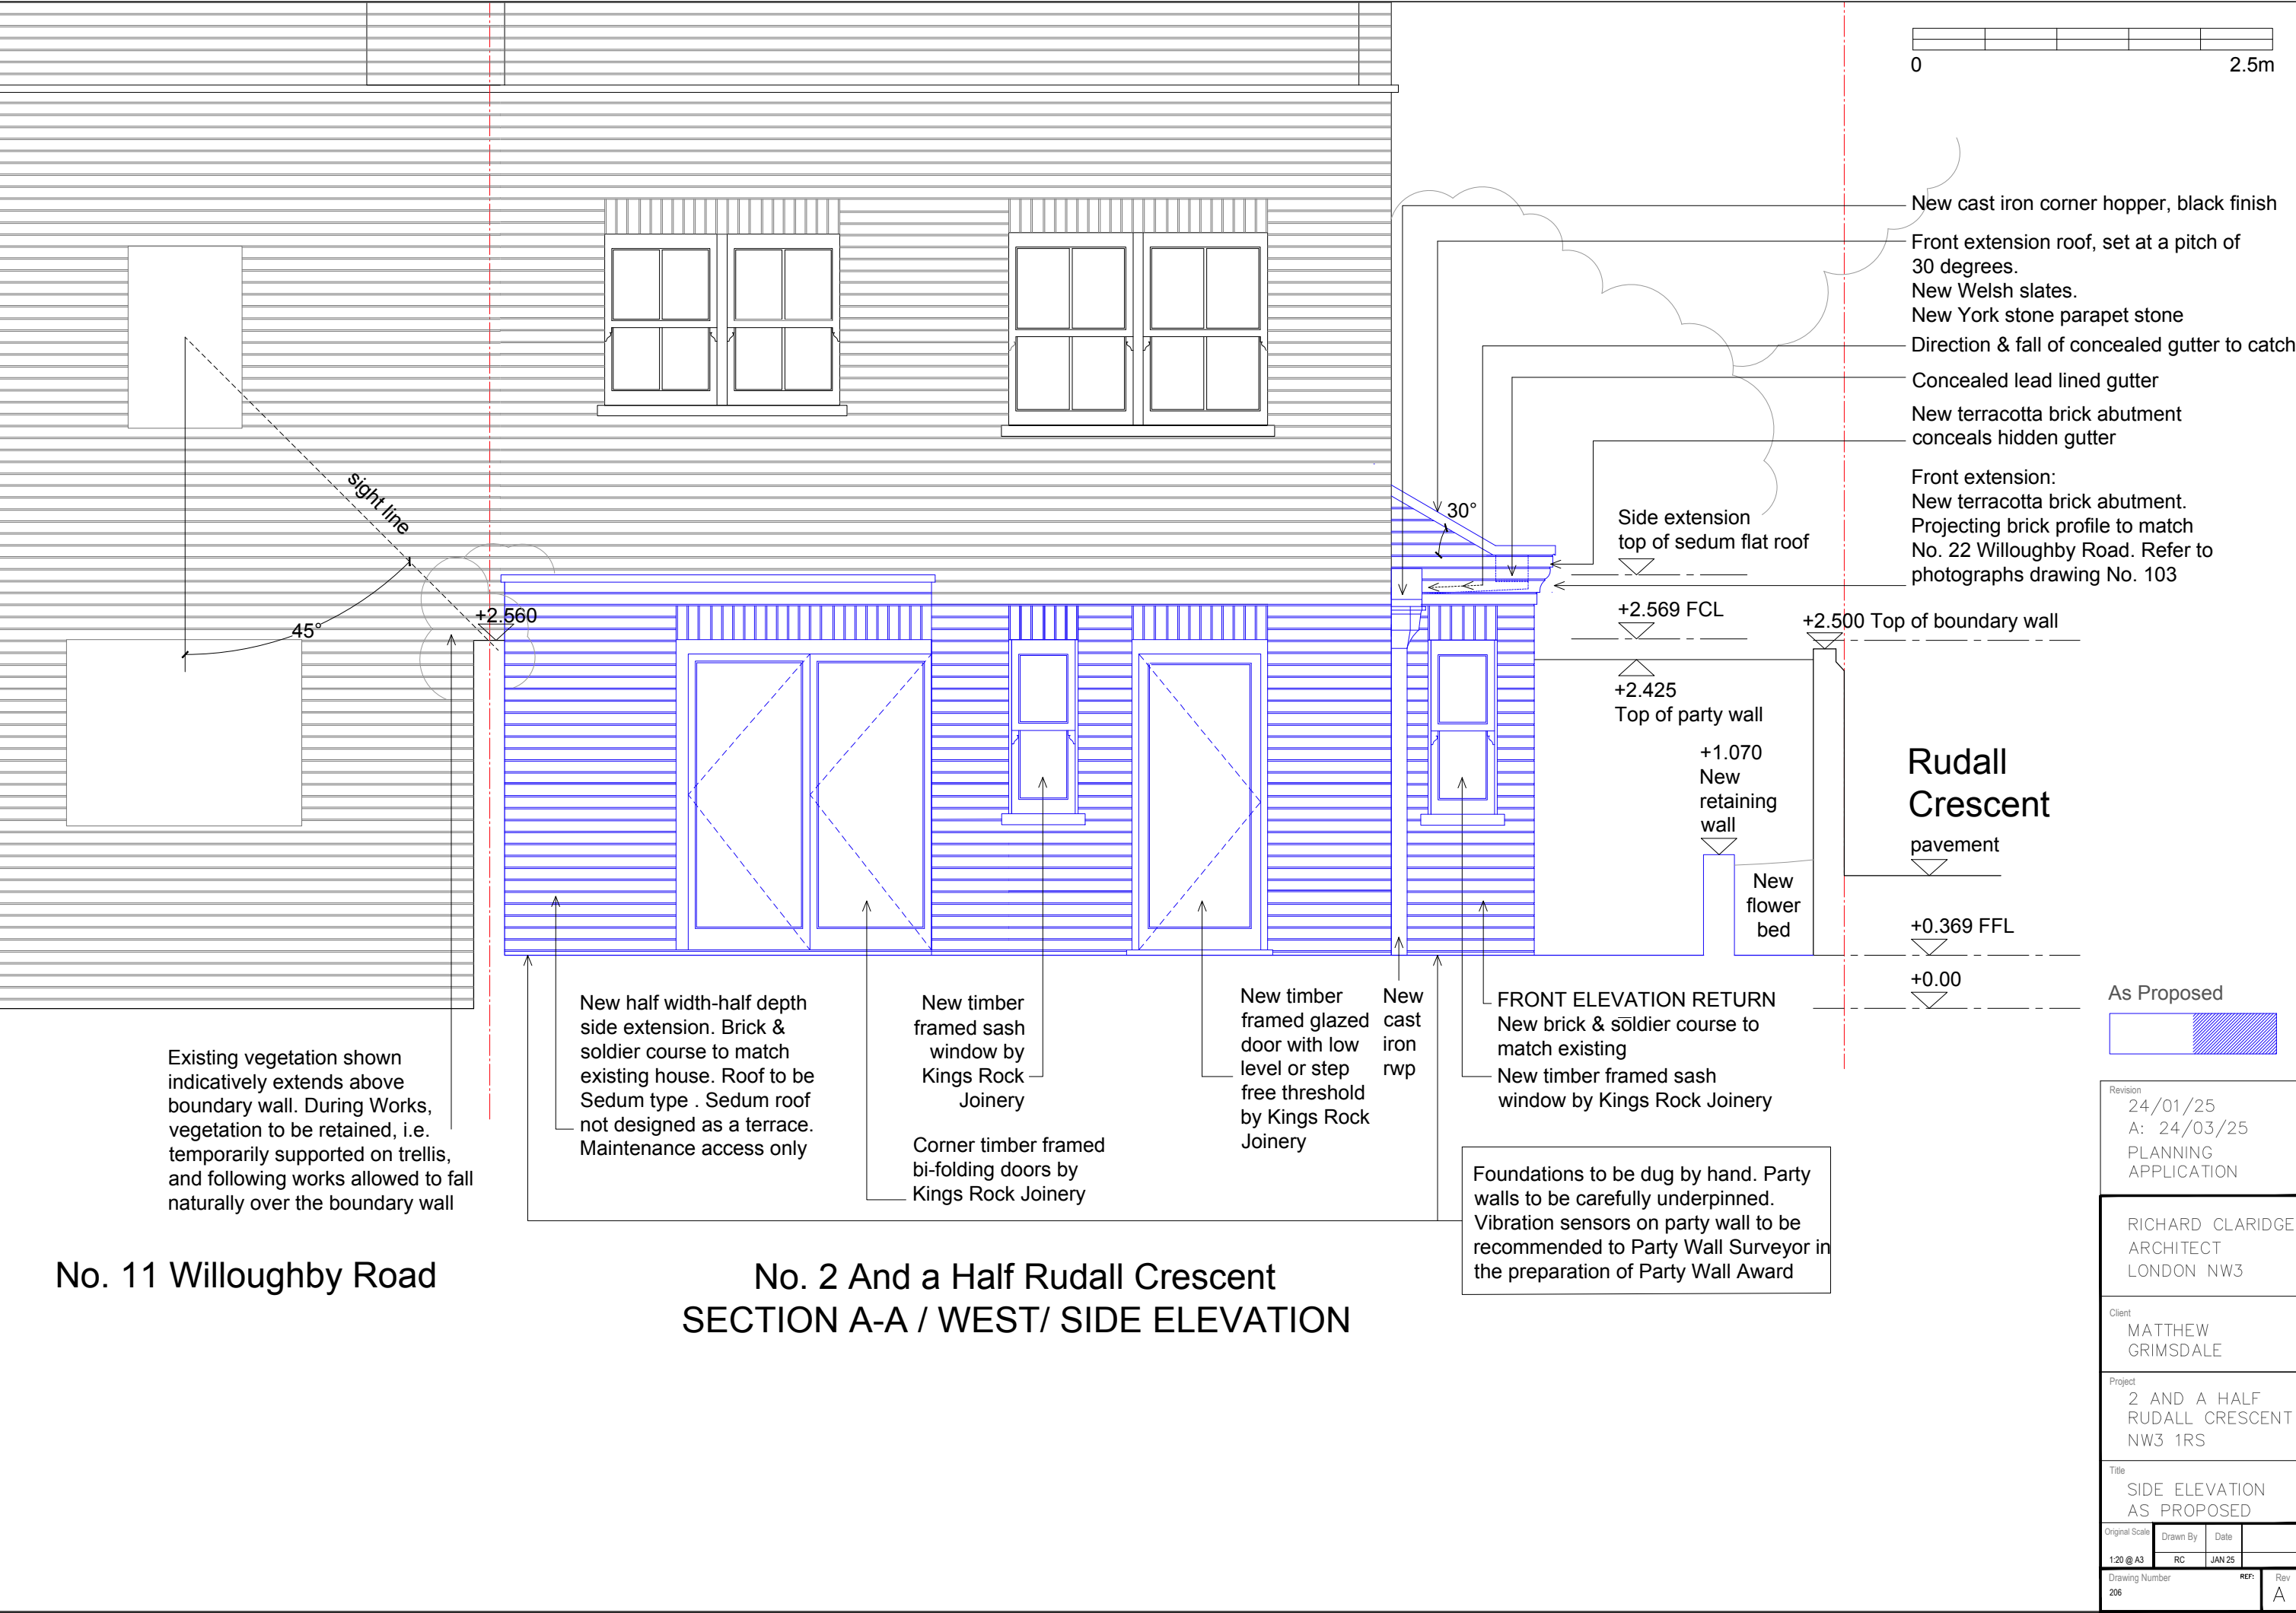 0 2.5m
New cast iron corner hopper, black finish
Front extension roof, set at a pitch of
30 degrees.
New Welsh slates.
New York stone parapet stone
Direction & fall of concealed gutter to catch
Concealed lead lined gutter
New terracotta brick abutment
conceals hidden gutter
Front extension:
New terracotta brick abutment.
Projecting brick profile to match
No. 22 Willoughby Road. Refer to
photographs drawing No. 103
sight line
45°
+2.560
30°
Side extension
top of sedum flat roof
+2.569 FCL
+2.500 Top of boundary wall
+2.425
Top of party wall
+1.070
New
retaining
wall
New
flower
bed
Rudall
Crescent
pavement
+0.369 FFL
+0.00
Existing vegetation shown
indicatively extends above
boundary wall. During Works,
vegetation to be retained, i.e.
temporarily supported on trellis,
and following works allowed to fall
naturally over the boundary wall
New half width-half depth
side extension. Brick &
soldier course to match
existing house. Roof to be
Sedum type . Sedum roof
not designed as a terrace.
Maintenance access only
New timber
framed sash
window by
Kings Rock
Joinery
Corner timber framed
bi-folding doors by
Kings Rock Joinery
New timber
framed glazed
door with low
level or step
free threshold
by Kings Rock
Joinery
New
cast
iron
rwp
FRONT ELEVATION RETURN
New brick & soldier course to
match existing
New timber framed sash
window by Kings Rock Joinery
Foundations to be dug by hand. Party
walls to be carefully underpinned.
Vibration sensors on party wall to be
recommended to Party Wall Surveyor in
the preparation of Party Wall Award
No. 11 Willoughby Road
No. 2 And a Half Rudall Crescent
SECTION A-A / WEST/ SIDE ELEVATION
As Proposed
Revision
24/01/25
A: 24/03/25
PLANNING
APPLICATION
RICHARD CLARIDGE
ARCHITECT
LONDON NW3
Client
MATTHEW
GRIMSDALE
Project
2 AND A HALF
RUDALL CRESCENT
NW3 1RS
Title
SIDE ELEVATION
AS PROPOSED
Original Scale Drawn By Date
1:20 @ A3 RC JAN 25
Drawing Number REF: Rev
206 A